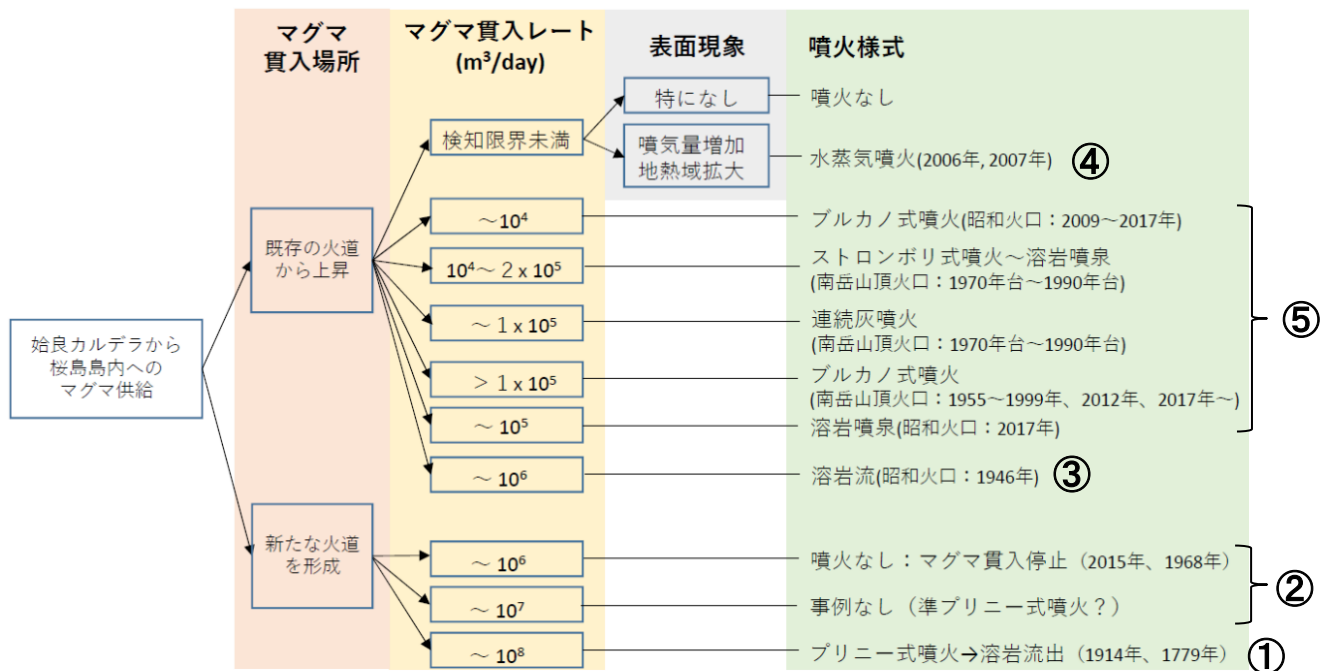 マグマ
貫入場所
マグマ貫入レート
(m³/day)
表面現象
噴火様式
特になし
噴火なし
検知限界未満
噴気量増加
地熱域拡大
水蒸気噴火(2006年, 2007年)
④
～10⁴
ブルカノ式噴火(昭和火口：2009～2017年)
既存の火道
から上昇
10⁴～ 2 x 10⁵
ストロンボリ式噴火～溶岩噴泉
(南岳山頂火口：1970年台～1990年台)
～ 1 x 10⁵
連続灰噴火
(南岳山頂火口：1970年台～1990年台)
⑤
姶良カルデラから
桜島島内への
マグマ供給
＞ 1 x 10⁵
ブルカノ式噴火
(南岳山頂火口：1955～1999年、2012年、2017年～)
～ 10⁵
溶岩噴泉(昭和火口：2017年)
～ 10⁶
溶岩流(昭和火口：1946年)
③
新たな火道
を形成
～ 10⁶
噴火なし：マグマ貫入停止（2015年、1968年）
②
～ 10⁷
事例なし（準プリニー式噴火？）
～ 10⁸
プリニー式噴火→溶岩流出（1914年、1779年）
①